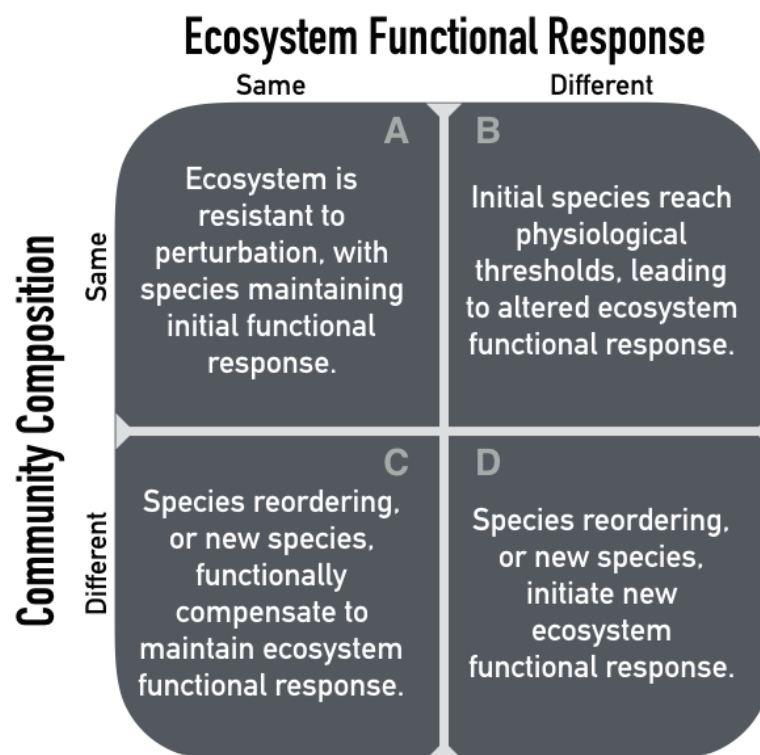 Ecosystem Functional Response
Same
Different
Community Composition
Same
Different
A
Ecosystem is
resistant to
perturbation, with
species maintaining
initial functional
response.
B
Initial species reach
physiological
thresholds, leading
to altered ecosystem
functional response.
C
Species reordering,
or new species,
functionally
compensate to
maintain ecosystem
functional response.
D
Species reordering,
or new species,
initiate new
ecosystem
functional response.